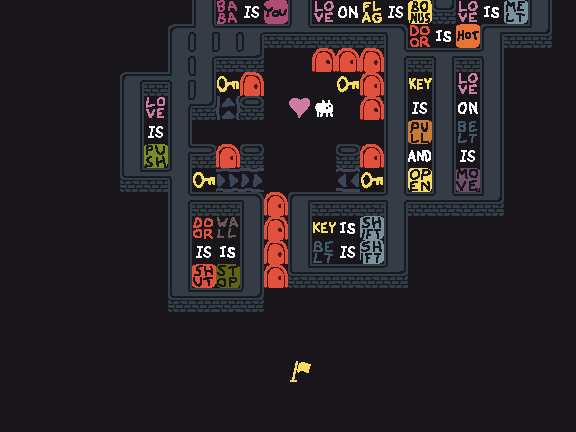 BABA IS YOU
LOVE ON FLAG IS BONUS
LOVE IS MELT
DOOR IS HOT
LOVE IS PUSH
KEY IS PULL AND OPEN
LOVE ON BELT IS MOVE
DOOR IS SHUT
WALL IS STOP
KEY IS SHIFT
BELT IS SHIFT